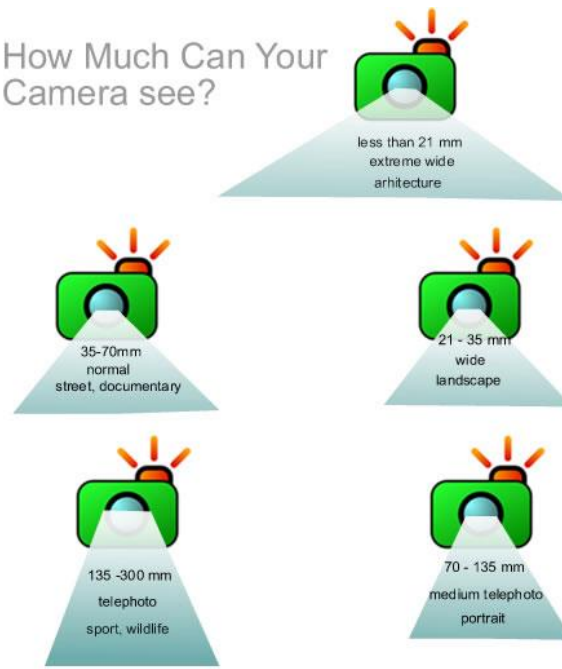 How Much Can Your
Camera see?
less than 21 mm
extreme wide
arhitecture
35-70mm
normal
street, documentary
21 - 35 mm
wide
landscape
135 -300 mm
telephoto
sport, wildlife
70 - 135 mm
medium telephoto
portrait